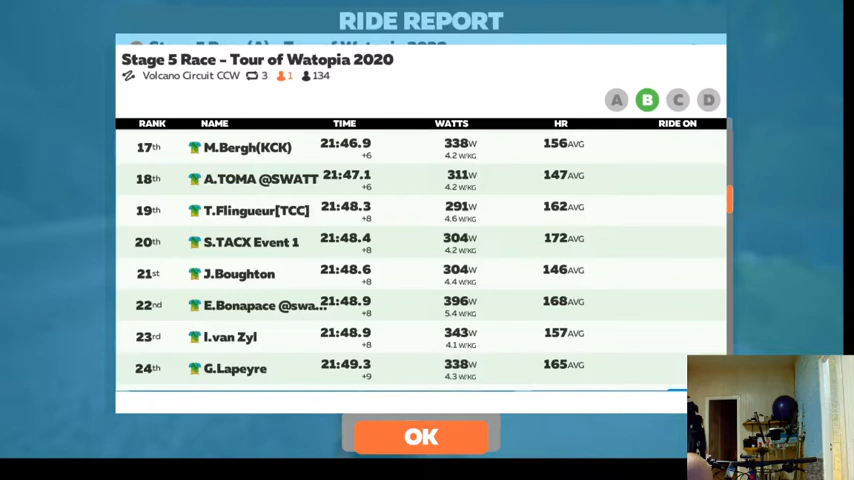 RIDE REPORT
Stage 5 Race - Tour of Watopia 2020
Volcano Circuit CCW 3 1 134
A B C D
RANK NAME TIME WATTS HR RIDE ON
17th M.Bergh(KCK) 21:46.9 338W 156AVG
+6 4.2 W/KG
18th A.TOMA @SWATT 21:47.1 311W 147AVG
+6 4.2 W/KG
19th T.Flingueur[TCC] 21:48.3 291W 162AVG
+8 4.6 W/KG
20th S.TACX Event 1 21:48.4 304W 172AVG
+8 4.2 W/KG
21st J.Boughton 21:48.6 304W 146AVG
+8 4.4 W/KG
22nd E.Bonapace @swa... 21:48.9 396W 168AVG
+8 5.4 W/KG
23rd I.van Zyl 21:48.9 343W 157AVG
+8 4.1 W/KG
24th G.Lapeyre 21:49.3 338W 165AVG
+9 4.3 W/KG
OK